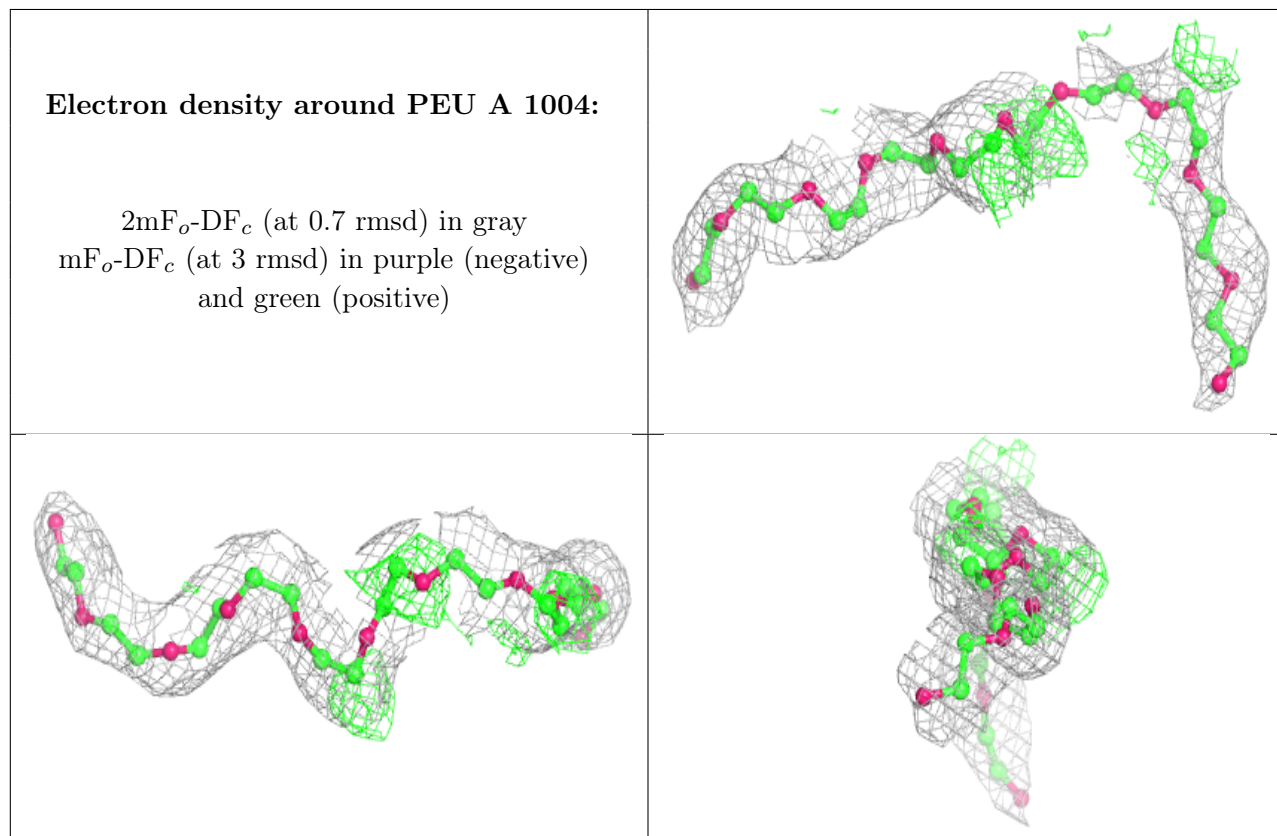 Electron density around PEU A 1004:
2mFo-DFc (at 0.7 rmsd) in gray
mFo-DFc (at 3 rmsd) in purple (negative)
and green (positive)